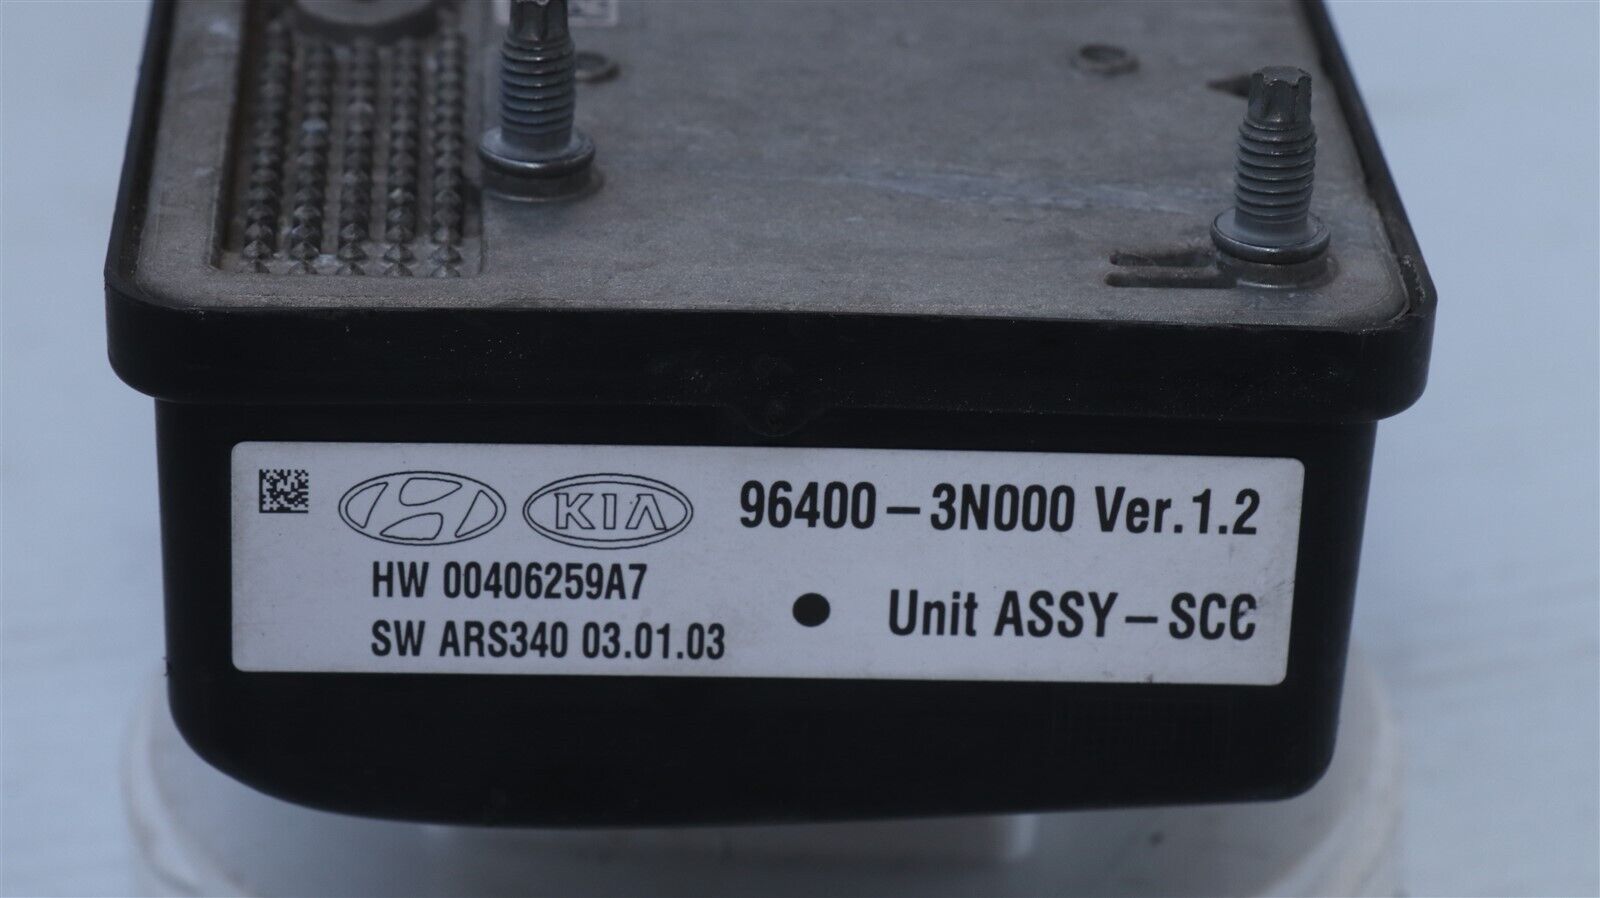 KIA 96400-3N000 Ver.1.2
HW 00406259A7
SW ARS340 03.01.03
● Unit ASSY-SCC